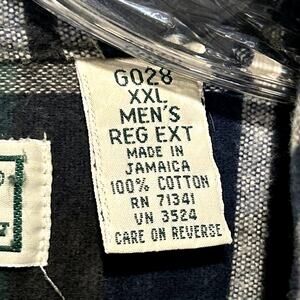 G028
XXL
MEN'S
REG EXT
MADE IN
JAMAICA
100% COTTON
RN 71341
VN 3524
CARE ON REVERSE